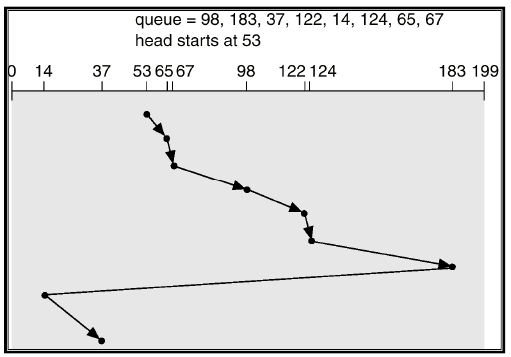 queue = 98, 183, 37, 122, 14, 124, 65, 67
head starts at 53
0 14 37 53 65 67 98 122 124 183 199